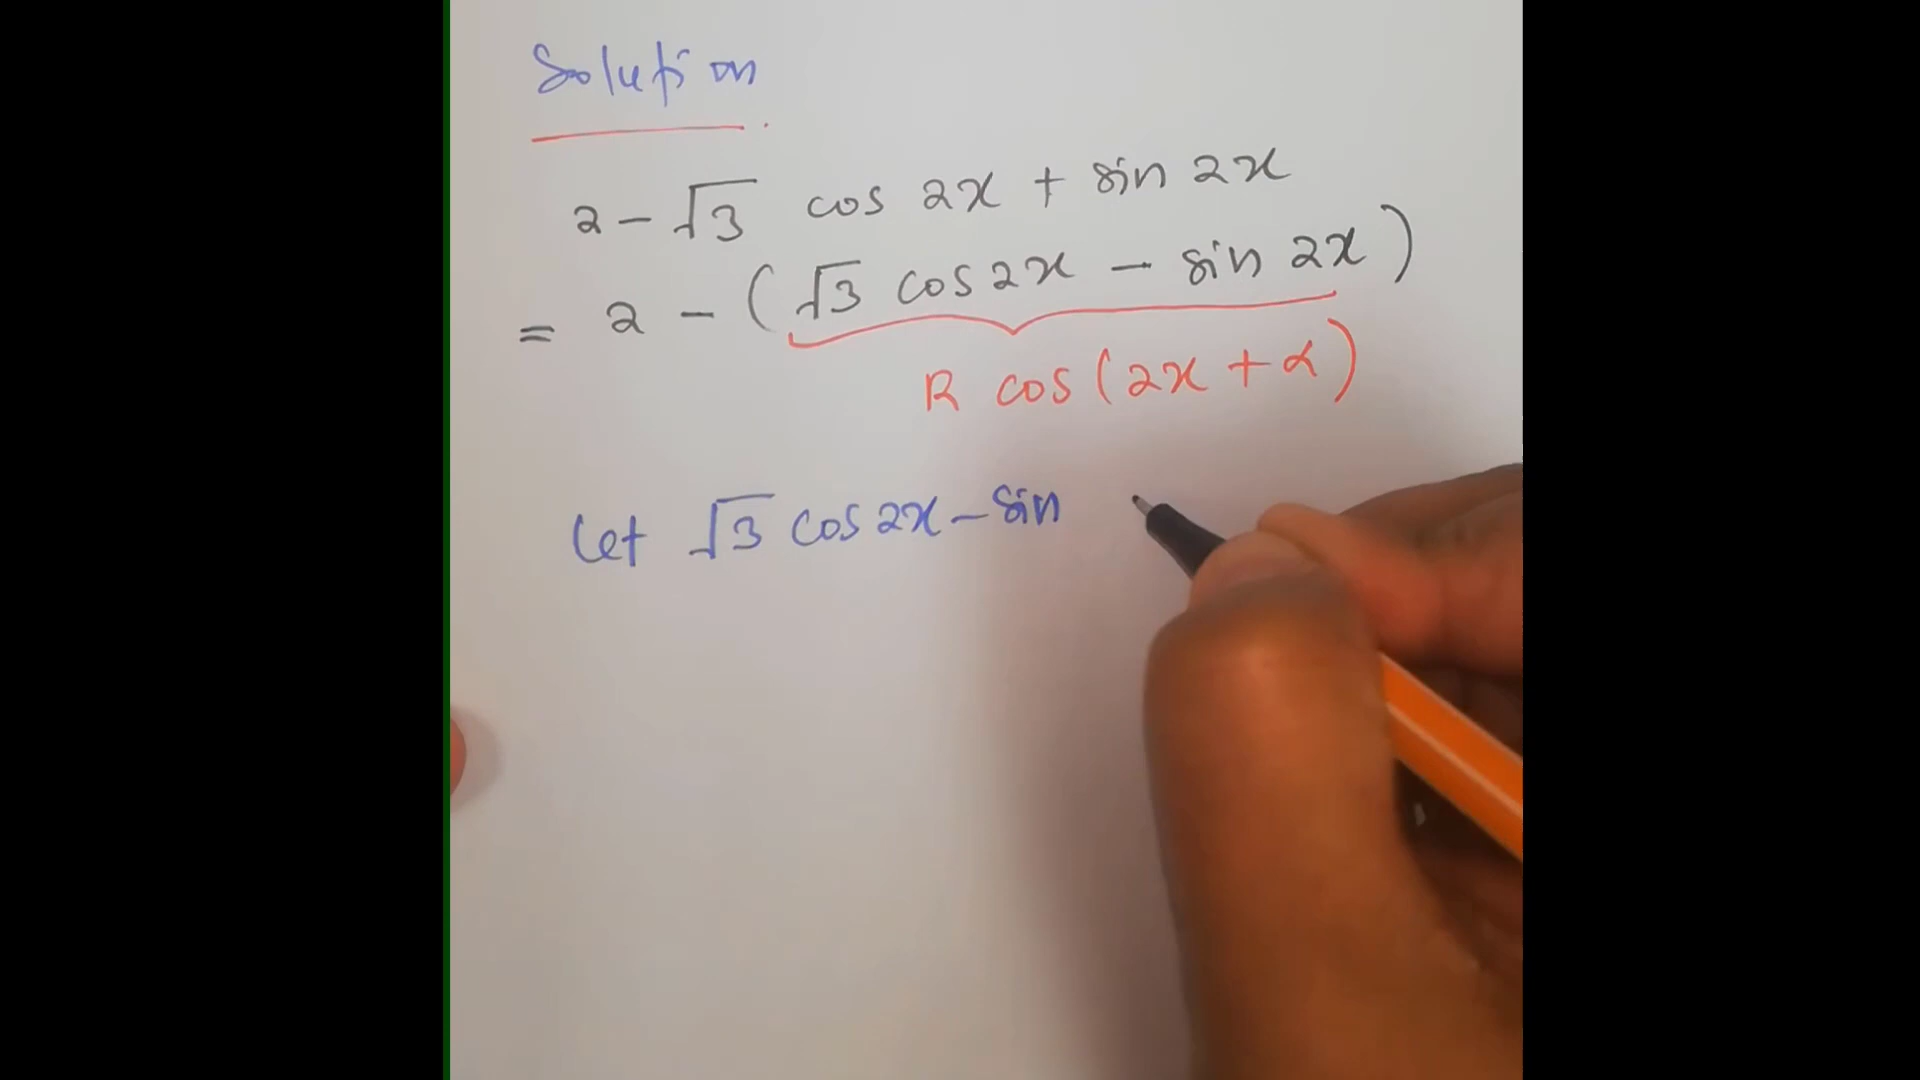 Solution
2 - √3 cos 2x + sin 2x
= 2 - (√3 cos 2x - sin 2x)
R cos (2x + α)
Let √3 cos 2x - sin